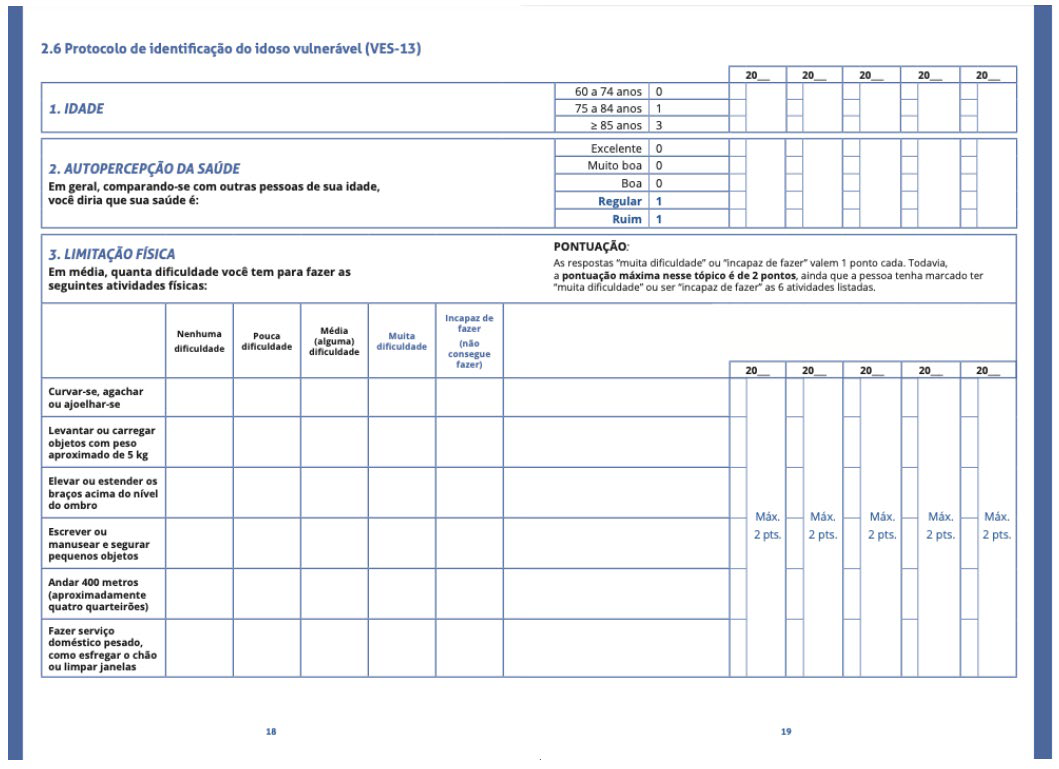 2.6 Protocolo de identificação do idoso vulnerável (VES-13)
20__ 20__ 20__ 20__ 20__
1. IDADE
60 a 74 anos 0
75 a 84 anos 1
≥ 85 anos 3
2. AUTOPERCEPÇÃO DA SAÚDE
Em geral, comparando-se com outras pessoas de sua idade,
você diria que sua saúde é:
Excelente 0
Muito boa 0
Boa 0
Regular 1
Ruim 1
3. LIMITAÇÃO FÍSICA
Em média, quanta dificuldade você tem para fazer as
seguintes atividades físicas:
PONTUAÇÃO:
As respostas “muita dificuldade” ou “incapaz de fazer” valem 1 ponto cada. Todavia,
a pontuação máxima nesse tópico é de 2 pontos, ainda que a pessoa tenha marcado ter
“muita dificuldade” ou ser “incapaz de fazer” as 6 atividades listadas.
Nenhuma
dificuldade
Pouca
dificuldade
Média
(alguma)
dificuldade
Muita
dificuldade
Incapaz de
fazer
(não
consegue
fazer)
20__ 20__ 20__ 20__ 20__
Curvar-se, agachar
ou ajoelhar-se
Levantar ou carregar
objetos com peso
aproximado de 5 kg
Elevar ou estender os
braços acima do nível
do ombro
Escrever ou
manusear e segurar
pequenos objetos
Andar 400 metros
(aproximadamente
quatro quarteirões)
Fazer serviço
doméstico pesado,
como esfregar o chão
ou limpar janelas
Máx. Máx. Máx. Máx. Máx.
2 pts. 2 pts. 2 pts. 2 pts. 2 pts.
18
19